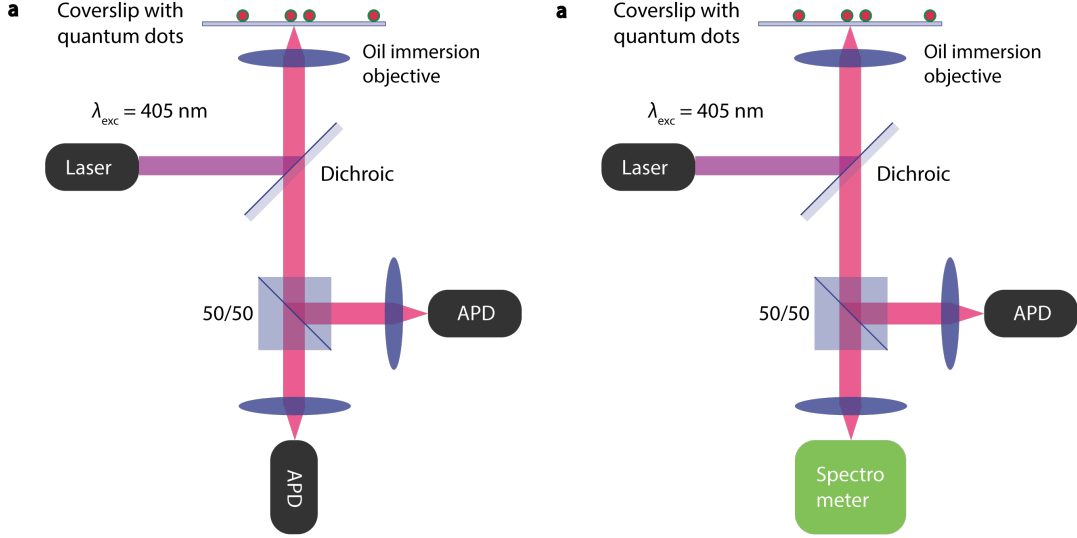 a
Coverslip with
quantum dots
Oil immersion
objective
λexc = 405 nm
Laser
Dichroic
50/50
APD
APD
a
Coverslip with
quantum dots
Oil immersion
objective
λexc = 405 nm
Laser
Dichroic
50/50
APD
Spectro
meter